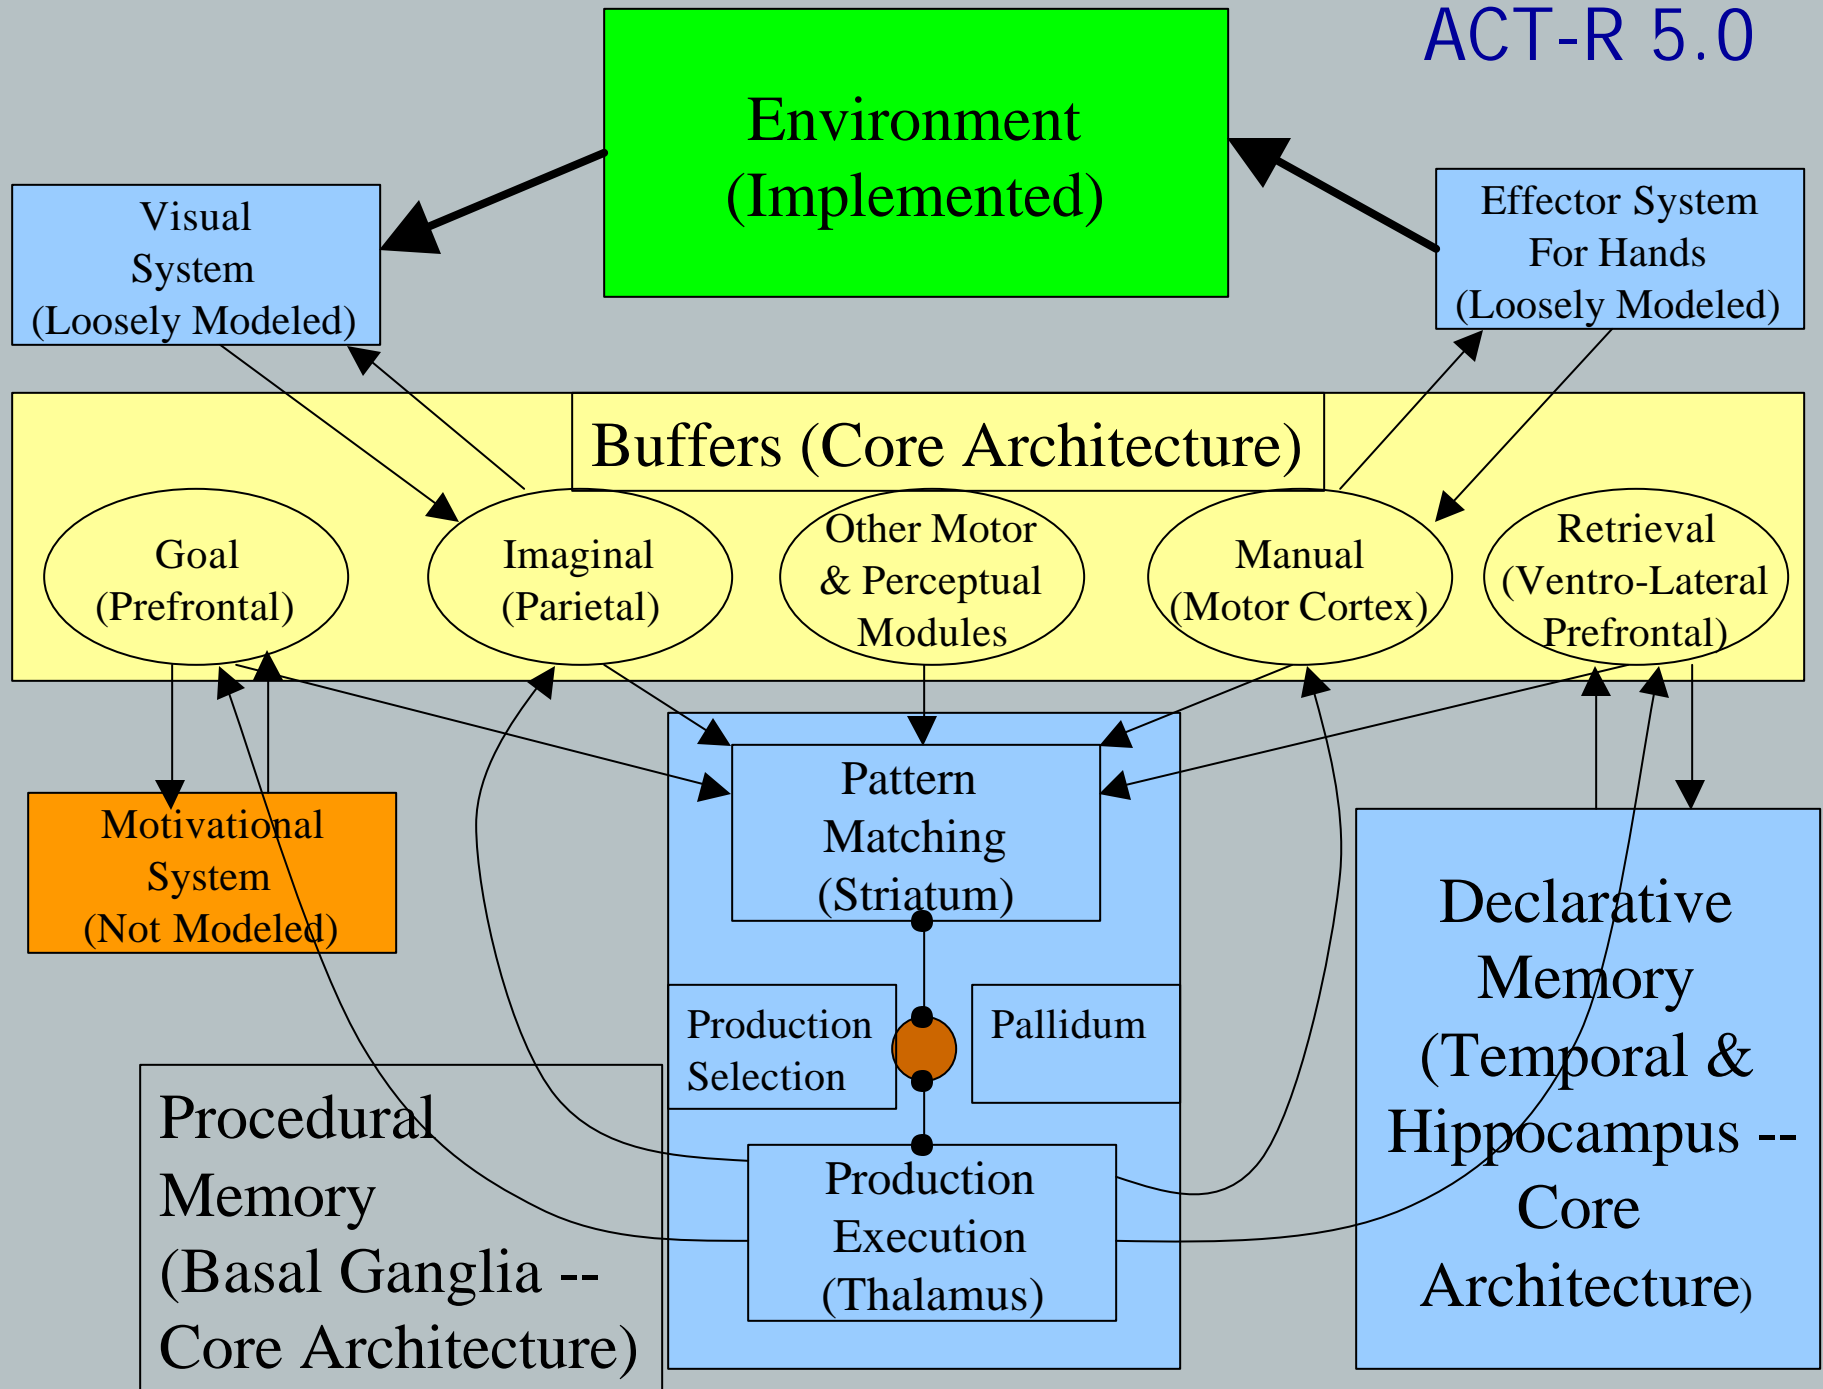 ACT-R 5.0
Environment
(Implemented)
Visual
System
(Loosely Modeled)
Effector System
For Hands
(Loosely Modeled)
Buffers (Core Architecture)
Goal
(Prefrontal)
Imaginal
(Parietal)
Other Motor
& Perceptual
Modules
Manual
(Motor Cortex)
Retrieval
(Ventro-Lateral
Prefrontal)
Motivational
System
(Not Modeled)
Pattern
Matching
(Striatum)
Production
Selection
Pallidum
Production
Execution
(Thalamus)
Procedural
Memory
(Basal Ganglia --
Core Architecture)
Declarative
Memory
(Temporal &
Hippocampus --
Core
Architecture)